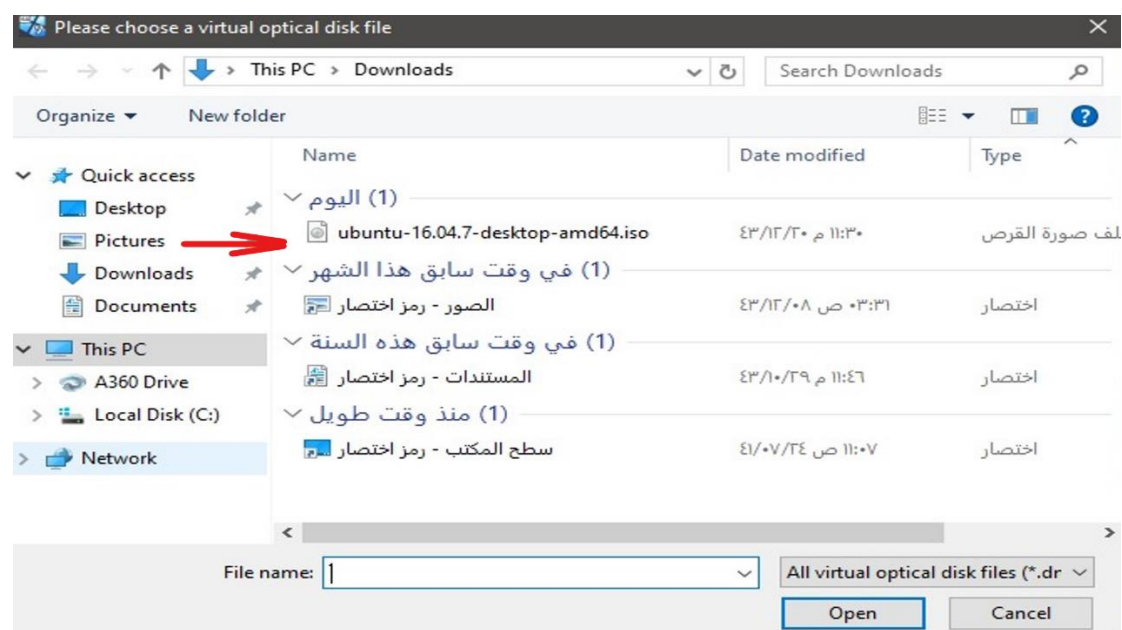 Please choose a virtual optical disk file
This PC > Downloads
Search Downloads
Organize
New folder
Name
Date modified
Type
Quick access
Desktop
Pictures
Downloads
Documents
This PC
A360 Drive
Local Disk (C:)
Network
اليوم (1)
ubuntu-16.04.7-desktop-amd64.iso
٤٣/١٢/٢٠ ١١:٣٠ م
لف صورة القرص
في وقت سابق هذا الشهر (1)
الصور - رمز اختصار
٤٣/١٢/٠٨ ٠٣:٣١ ص
اختصار
في وقت سابق هذه السنة (1)
المستندات - رمز اختصار
٤٣/١٠/٢٩ ١١:٤٦ م
اختصار
منذ وقت طويل (1)
سطح المكتب - رمز اختصار
٤١/٠٧/٢٤ ١١:٠٧ ص
اختصار
File name:
All virtual optical disk files (*.dr
Open
Cancel